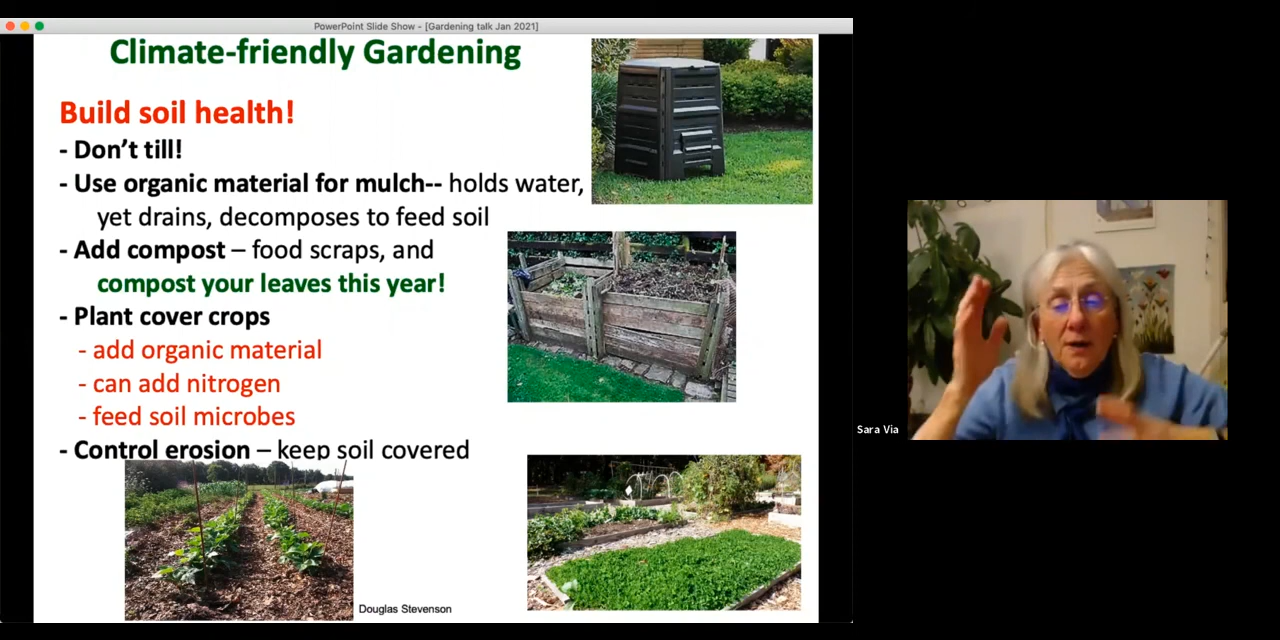 PowerPoint Slide Show - [Gardening talk Jan 2021]
Climate-friendly Gardening
Build soil health!
- Don't till!
- Use organic material for mulch-- holds water,
yet drains, decomposes to feed soil
- Add compost – food scraps, and
compost your leaves this year!
- Plant cover crops
- add organic material
- can add nitrogen
- feed soil microbes
- Control erosion – keep soil covered
Douglas Stevenson
Sara Via